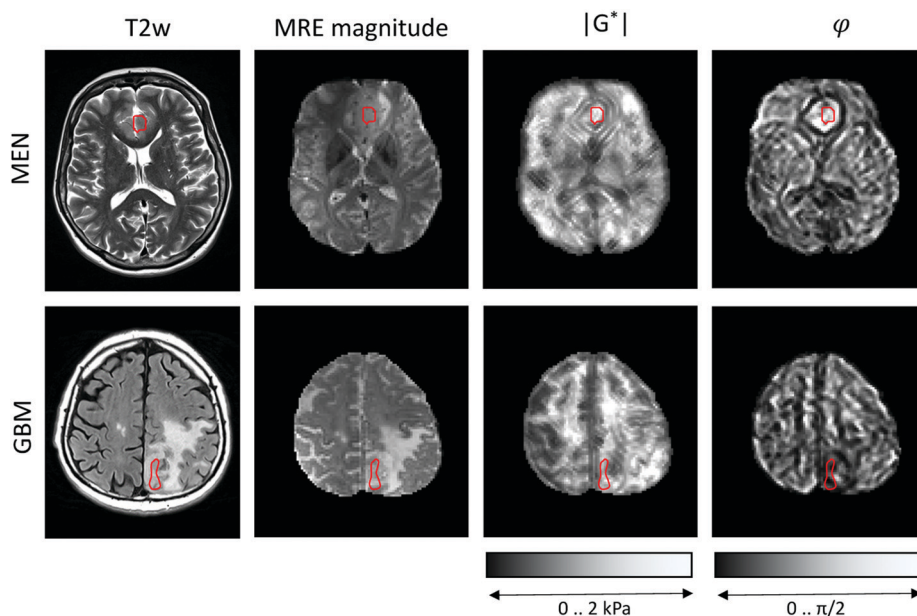 T2w MRE magnitude |G*| φ
MEN
GBM
0 .. 2 kPa 0 .. π/2